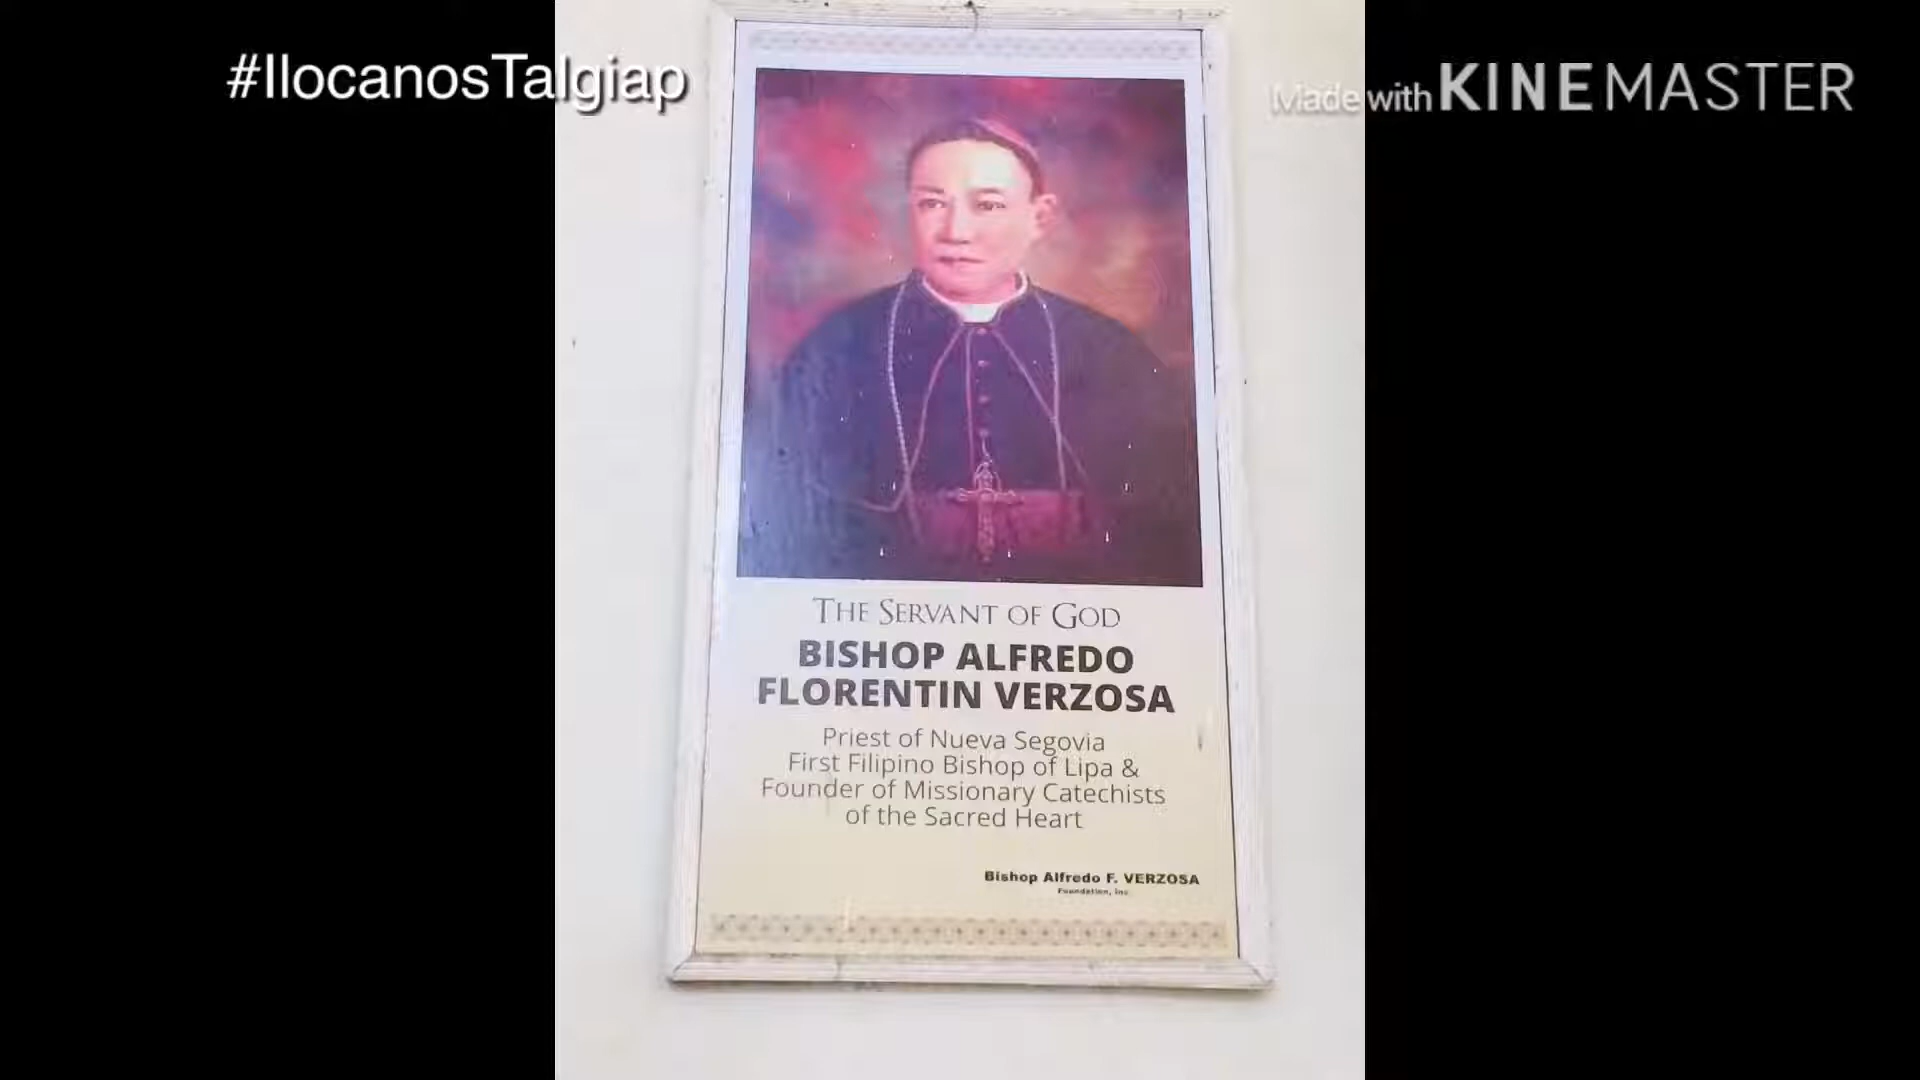 #IlocanosTalgiap
Made with KINEMASTER
THE SERVANT OF GOD
BISHOP ALFREDO
FLORENTIN VERZOSA
Priest of Nueva Segovia
First Filipino Bishop of Lipa &
Founder of Missionary Catechists
of the Sacred Heart
Bishop Alfredo F. VERZOSA
Foundation, Inc.